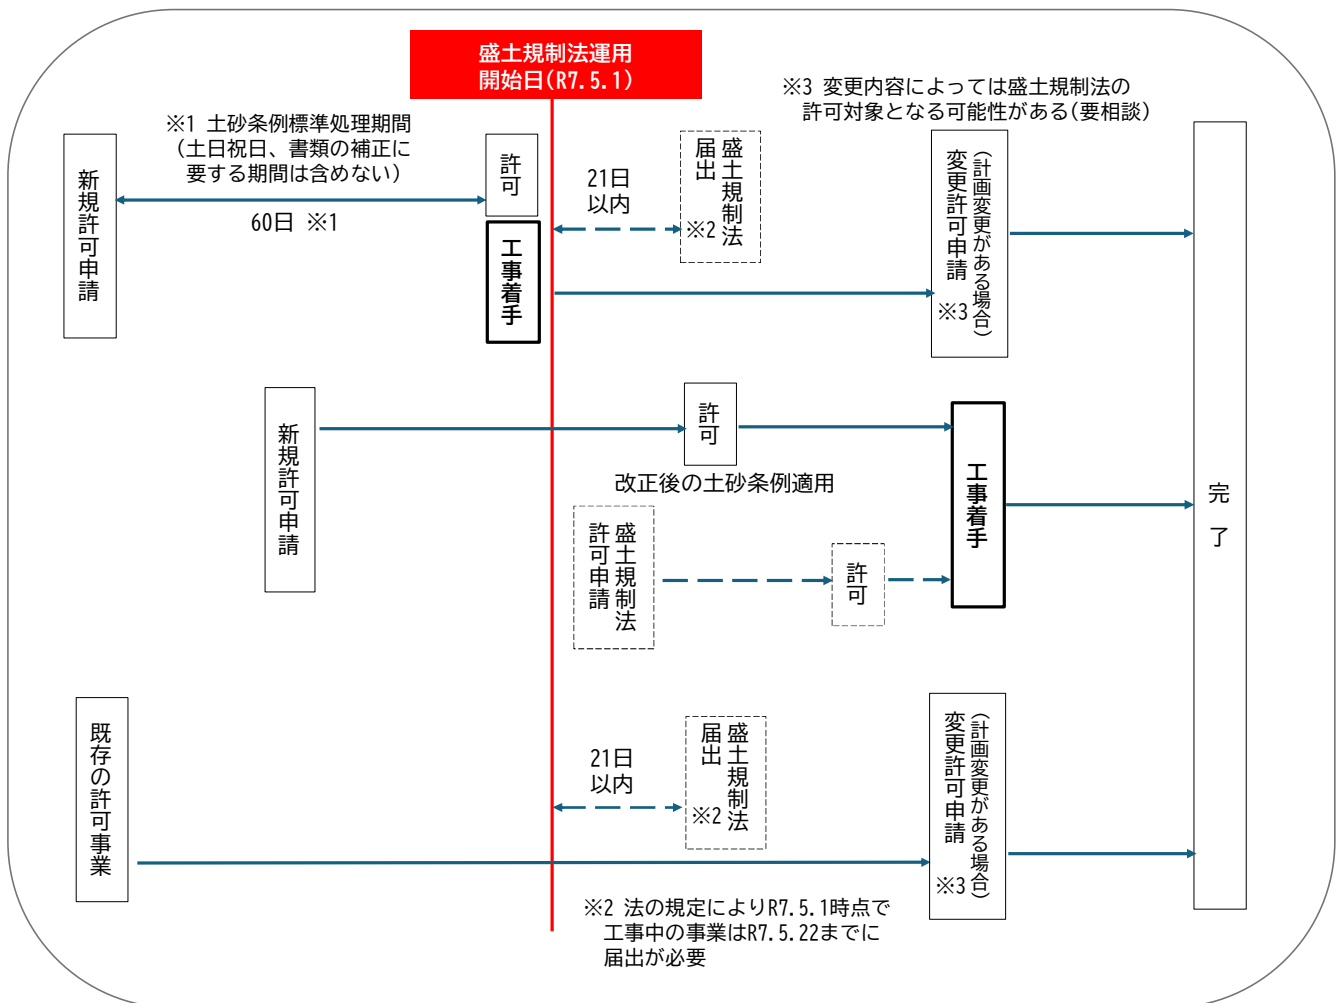 盛土規制法運用
開始日(R7.5.1)
※3 変更内容によっては盛土規制法の
許可対象となる可能性がある(要相談)
※1 土砂条例標準処理期間
(土日祝日、書類の補正に
要する期間は含めない)
新規許可申請
60日 ※1
許可
工事着手
21日
以内
盛土規制法
届出
※2
(計画変更がある場合)
変更許可申請
※3
完了
新規許可申請
許可
改正後の土砂条例適用
盛土規制法
許可申請
許可
工事着手
既存の許可事業
21日
以内
盛土規制法
届出
※2
(計画変更がある場合)
変更許可申請
※3
※2 法の規定によりR7.5.1時点で
工事中の事業はR7.5.22までに
届出が必要